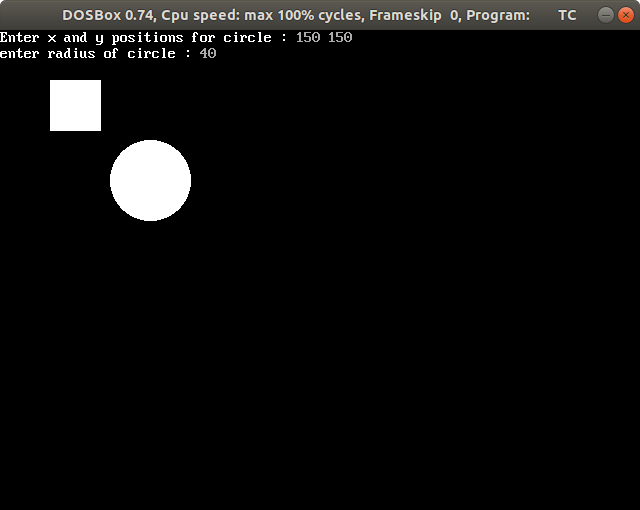 DOSBox 0.74, Cpu speed: max 100% cycles, Frameskip 0, Program: TC
Enter x and y positions for circle : 150 150
enter radius of circle : 40